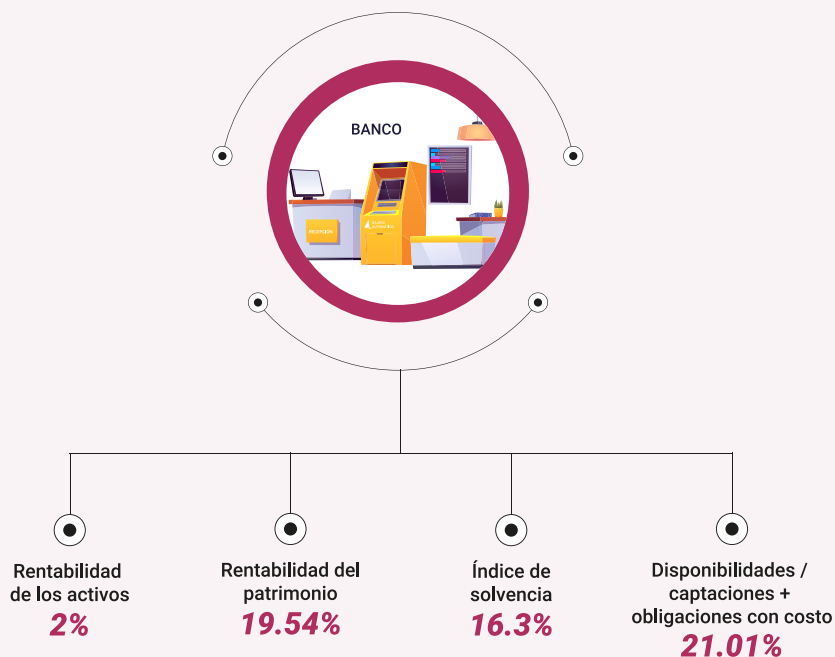 BANCO
RECEPCIÓN
Rentabilidad
de los activos
2%
Rentabilidad del
patrimonio
19.54%
Índice de
solvencia
16.3%
Disponibilidades /
captaciones +
obligaciones con costo
21.01%